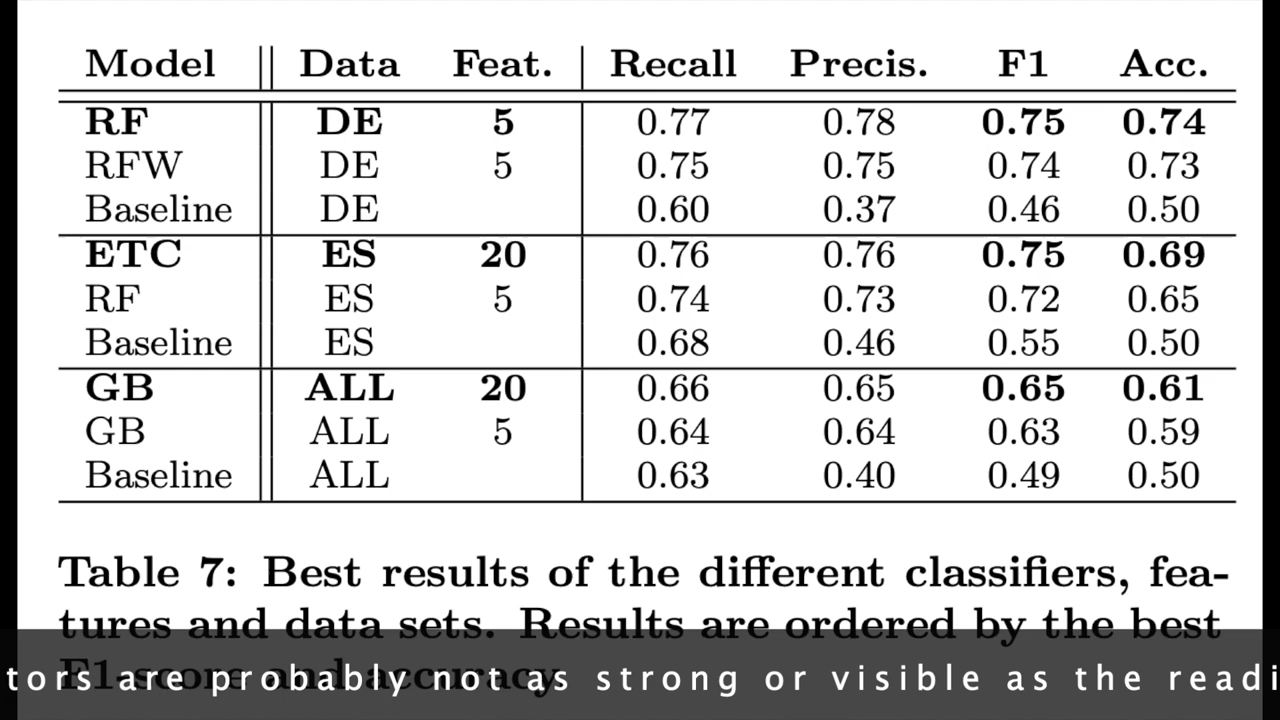 Model Data Feat. Recall Precis. F1 Acc.
RF DE 5 0.77 0.78 0.75 0.74
RFW DE 5 0.75 0.75 0.74 0.73
Baseline DE 0.60 0.37 0.46 0.50
ETC ES 20 0.76 0.76 0.75 0.69
RF ES 5 0.74 0.73 0.72 0.65
Baseline ES 0.68 0.46 0.55 0.50
GB ALL 20 0.66 0.65 0.65 0.61
GB ALL 5 0.64 0.64 0.63 0.59
Baseline ALL 0.63 0.40 0.49 0.50
Table 7: Best results of the different classifiers, fea-
tures and data sets. Results are ordered by the best
F1-score and accuracy
tors are probably not as strong or visible as the readi